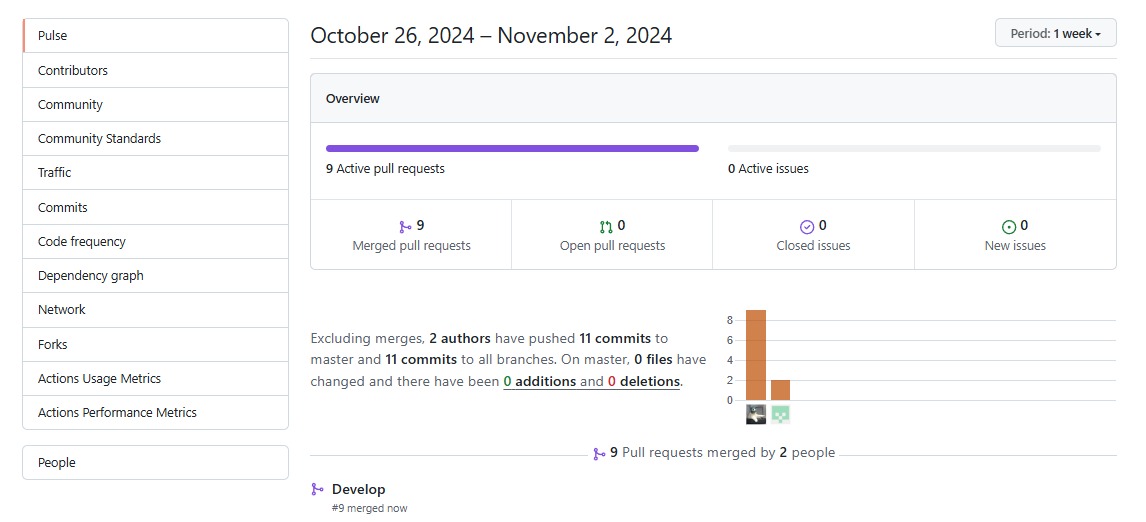 Pulse
Contributors
Community
Community Standards
Traffic
Commits
Code frequency
Dependency graph
Network
Forks
Actions Usage Metrics
Actions Performance Metrics
People
October 26, 2024 – November 2, 2024
Period: 1 week
Overview
9 Active pull requests
0 Active issues
9
Merged pull requests
0
Open pull requests
0
Closed issues
0
New issues
Excluding merges, 2 authors have pushed 11 commits to
master and 11 commits to all branches. On master, 0 files have
changed and there have been 0 additions and 0 deletions.
8
6
4
2
0
9 Pull requests merged by 2 people
Develop
#9 merged now